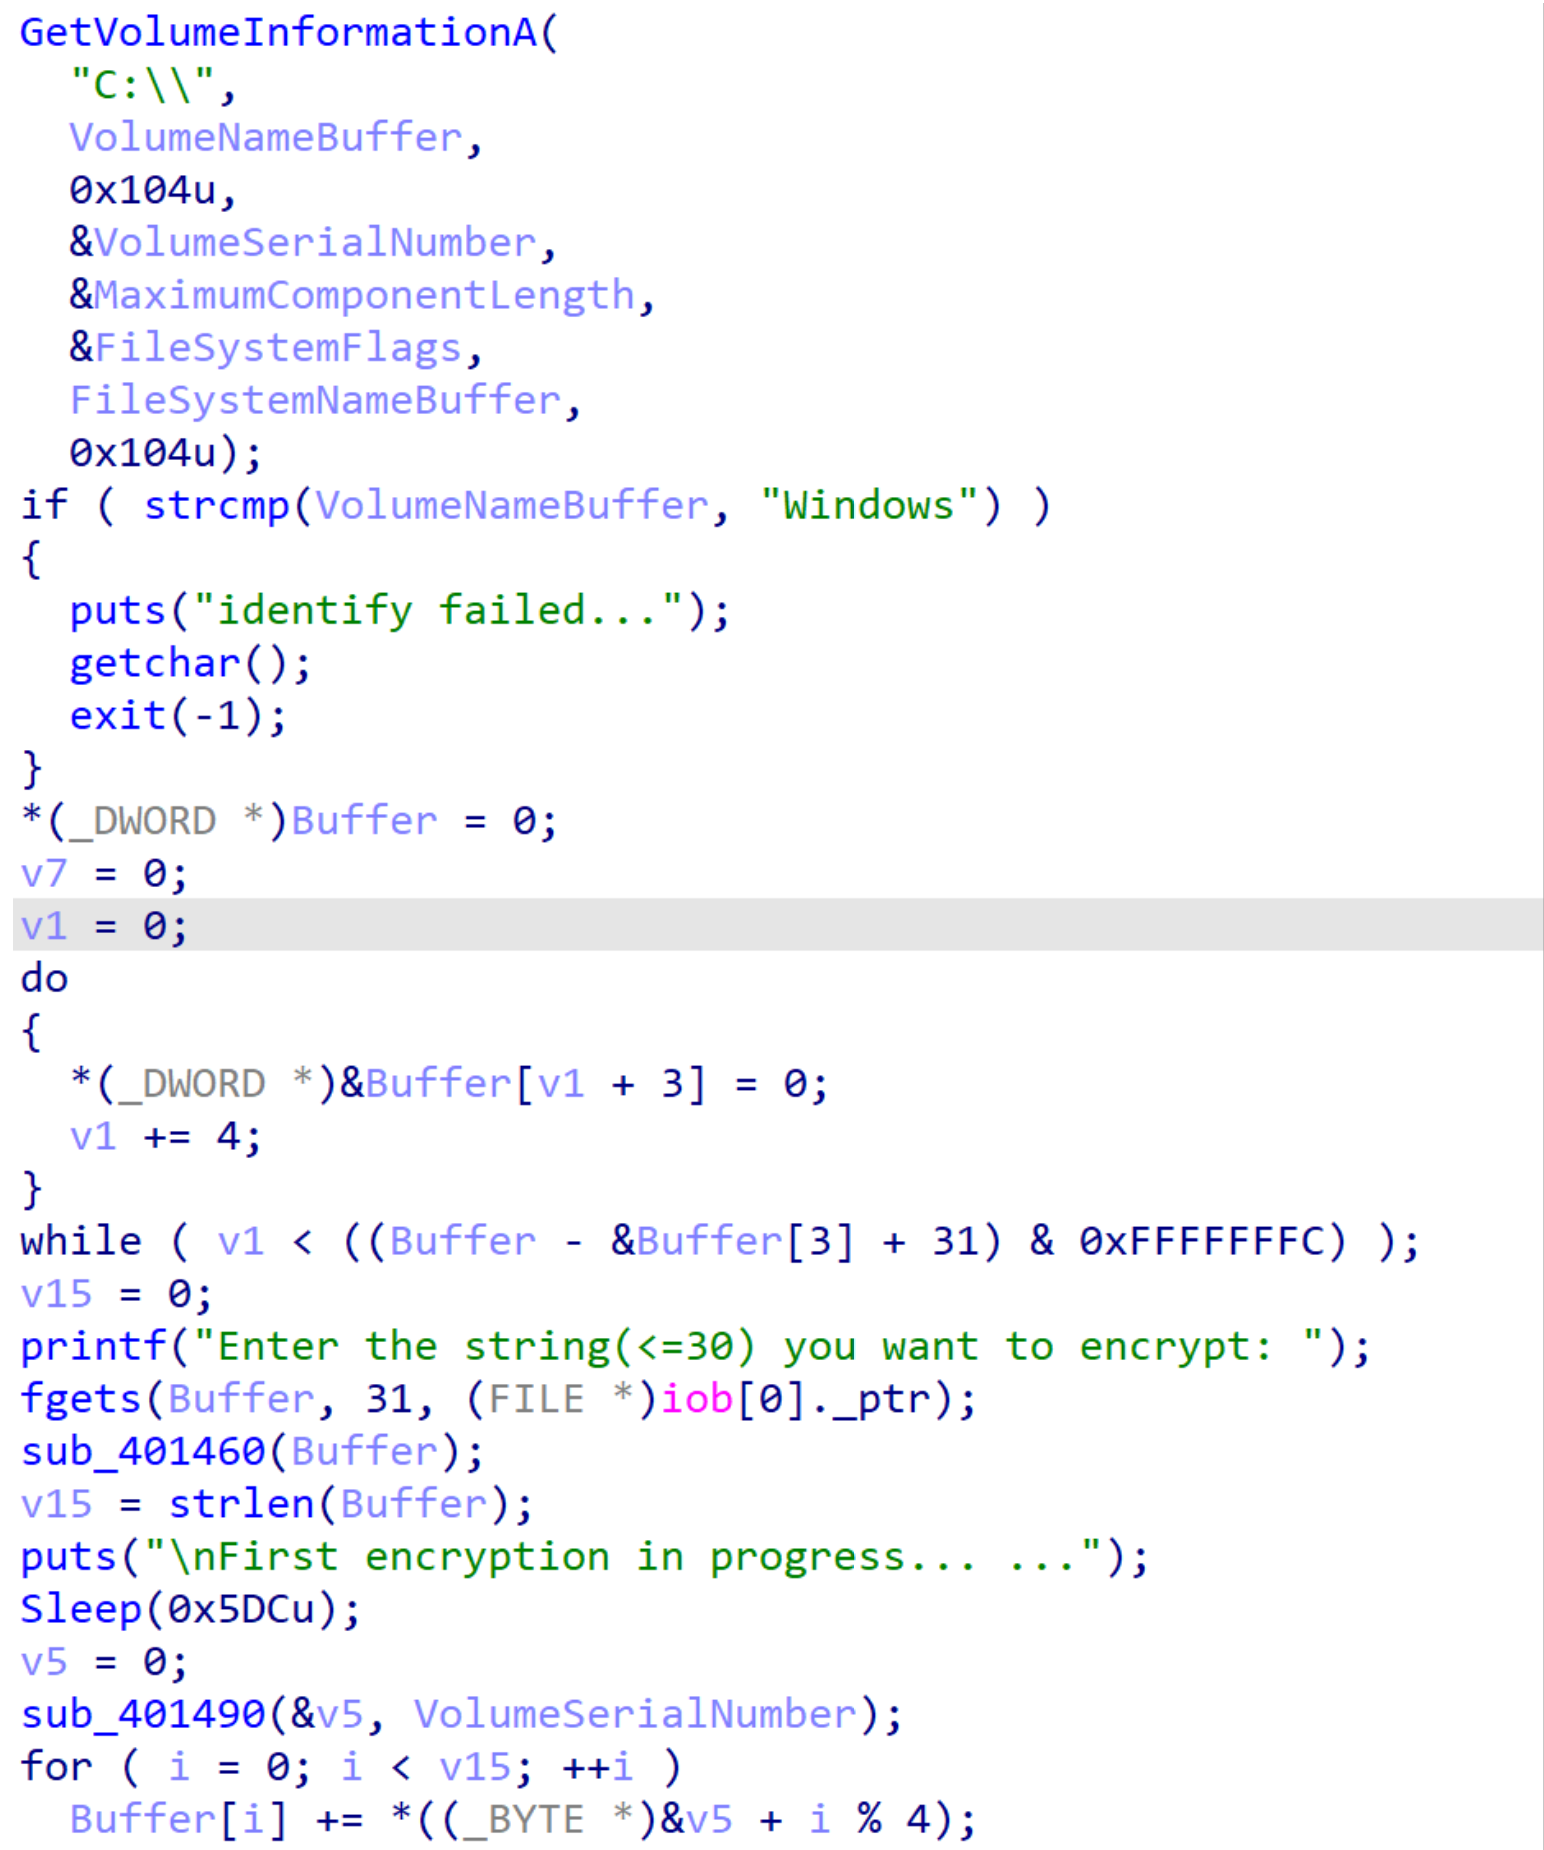 GetVolumeInformationA(
"C:\\",
VolumeNameBuffer,
0x104u,
&VolumeSerialNumber,
&MaximumComponentLength,
&FileSystemFlags,
FileSystemNameBuffer,
0x104u);
if ( strcmp(VolumeNameBuffer, "Windows") )
{
puts("identify failed...");
getchar();
exit(-1);
}
*(_DWORD *)Buffer = 0;
v7 = 0;
v1 = 0;
do
{
*(_DWORD *)&Buffer[v1 + 3] = 0;
v1 += 4;
}
while ( v1 < ((Buffer - &Buffer[3] + 31) & 0xFFFFFFFC) );
v15 = 0;
printf("Enter the string(<=30) you want to encrypt: ");
fgets(Buffer, 31, (FILE *)iob[0]._ptr);
sub_401460(Buffer);
v15 = strlen(Buffer);
puts("\nFirst encryption in progress... ...");
Sleep(0x5DCu);
v5 = 0;
sub_401490(&v5, VolumeSerialNumber);
for ( i = 0; i < v15; ++i )
Buffer[i] += *((_BYTE *)&v5 + i % 4);